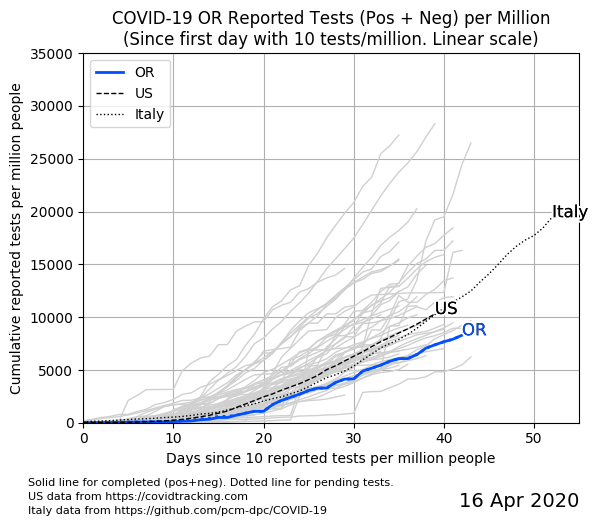 COVID-19 OR Reported Tests (Pos + Neg) per Million
(Since first day with 10 tests/million. Linear scale)
Cumulative reported tests per million people
35000
30000
25000
20000
15000
10000
5000
0
OR
US
Italy
Italy
US
OR
0 10 20 30 40 50
Days since 10 reported tests per million people
Solid line for completed (pos+neg). Dotted line for pending tests.
US data from https://covidtracking.com
Italy data from https://github.com/pcm-dpc/COVID-19
16 Apr 2020